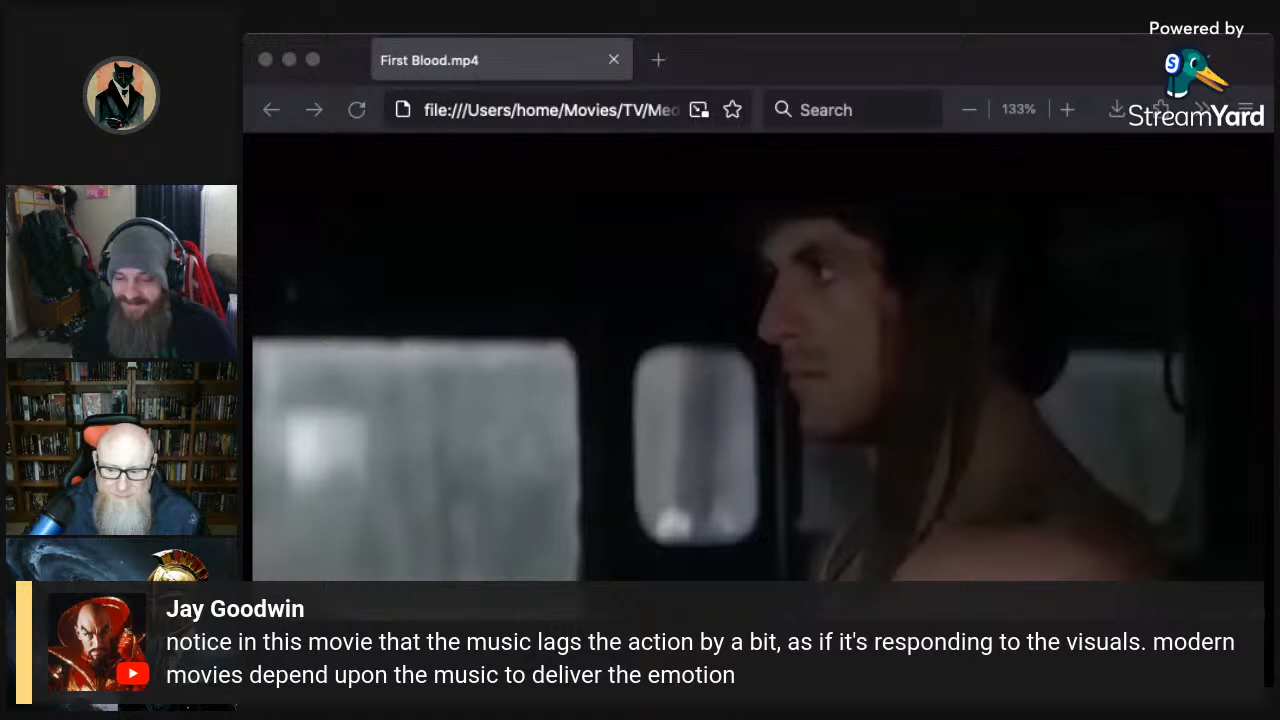 Powered by
StreamYard
First Blood.mp4
file:///Users/home/Movies/TV/Med
Search
133%
Jay Goodwin
notice in this movie that the music lags the action by a bit, as if it's responding to the visuals. modern
movies depend upon the music to deliver the emotion